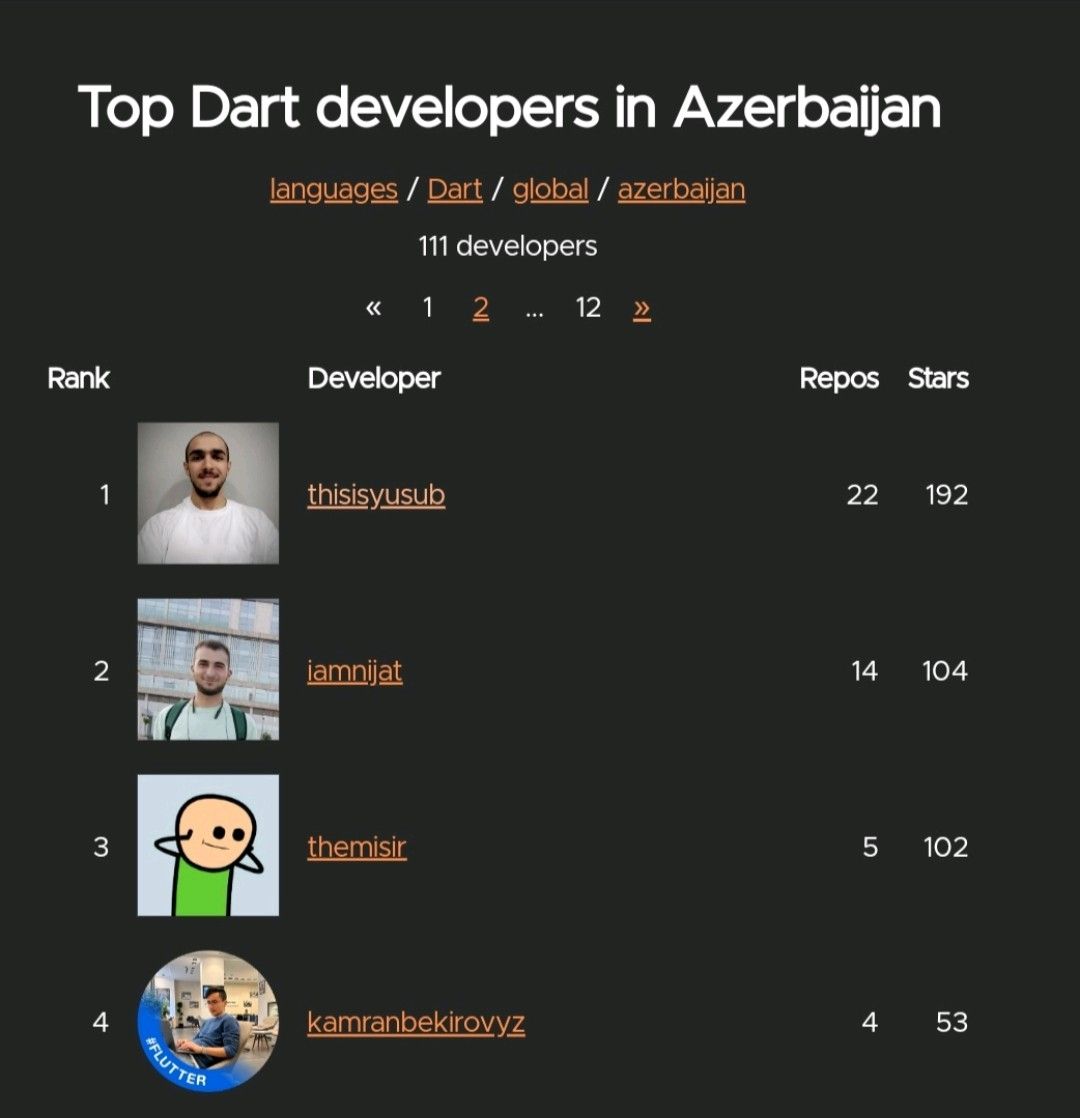 Top Dart developers in Azerbaijan
languages / Dart / global / azerbaijan
111 developers
« 1 2 ... 12 »
Rank Developer Repos Stars
1 thisisyusub 22 192
2 iamnijat 14 104
3 themisir 5 102
4 kamranbekirovyz 4 53
#FLUTTER